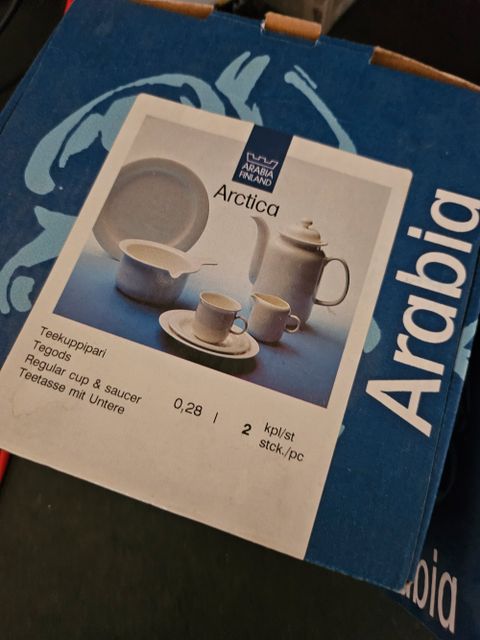 ARABIA
FINLAND
Arctica
Arabia
Teekuppipari
Tegods
Regular cup & saucer
Teetasse mit Untere
0,28 l
2 kpl/st
stck./pc
abia